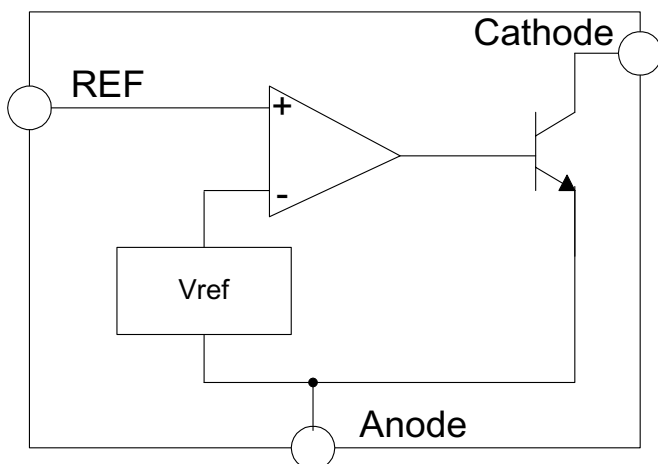 Cathode
REF
+
-
Vref
Anode